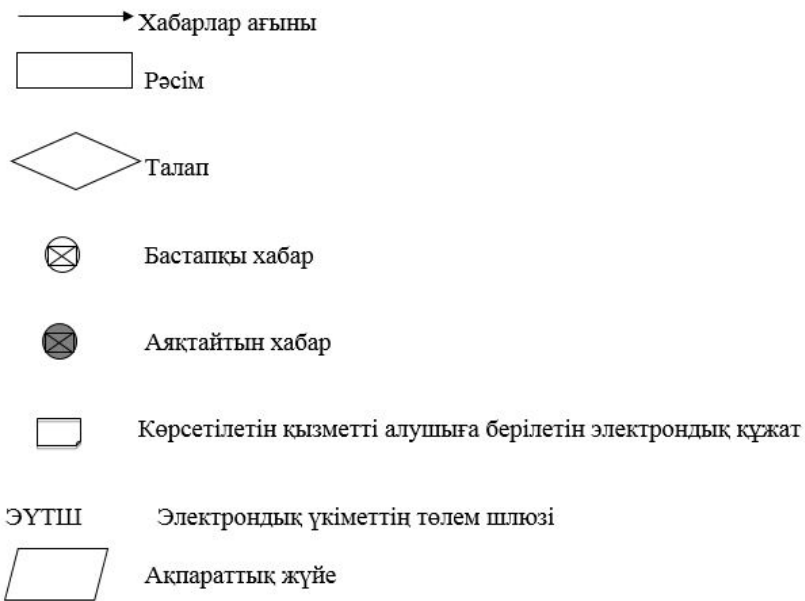 Хабарлар ағыны
Рәсім
Талап
Бастапқы хабар
Аяқтайтын хабар
Көрсетілетін қызметті алушыға берілетін электрондық құжат
ЭҮТШ Электрондық үкіметтің төлем шлюзі
Ақпараттық жүйе